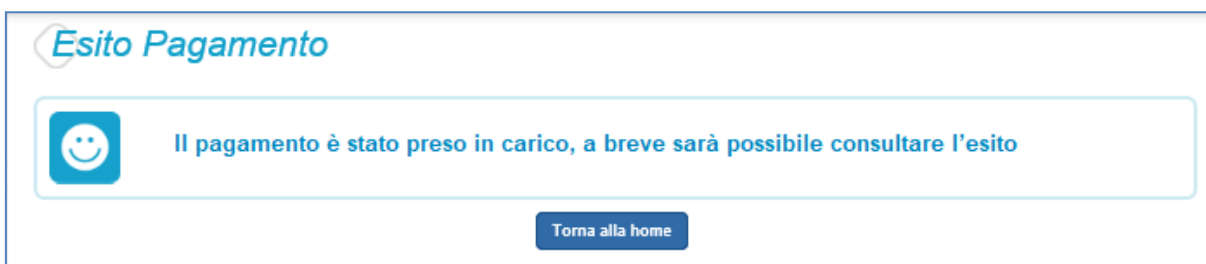 Esito Pagamento
Il pagamento è stato preso in carico, a breve sarà possibile consultare l'esito
Torna alla home